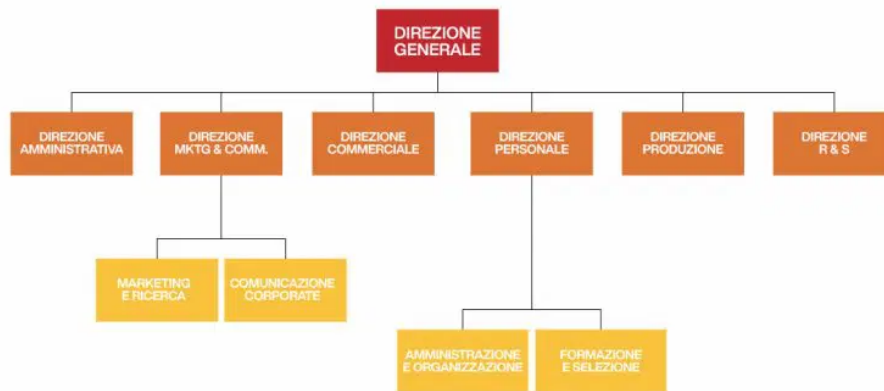 DIREZIONE
GENERALE
DIREZIONE
AMMINISTRATIVA
DIREZIONE
MKTG & COMM.
DIREZIONE
COMMERCIALE
DIREZIONE
PERSONALE
DIREZIONE
PRODUZIONE
DIREZIONE
R & S
MARKETING
E RICERCA
COMUNICAZIONE
CORPORATE
AMMINISTRAZIONE
E ORGANIZZAZIONE
FORMAZIONE
E SELEZIONE